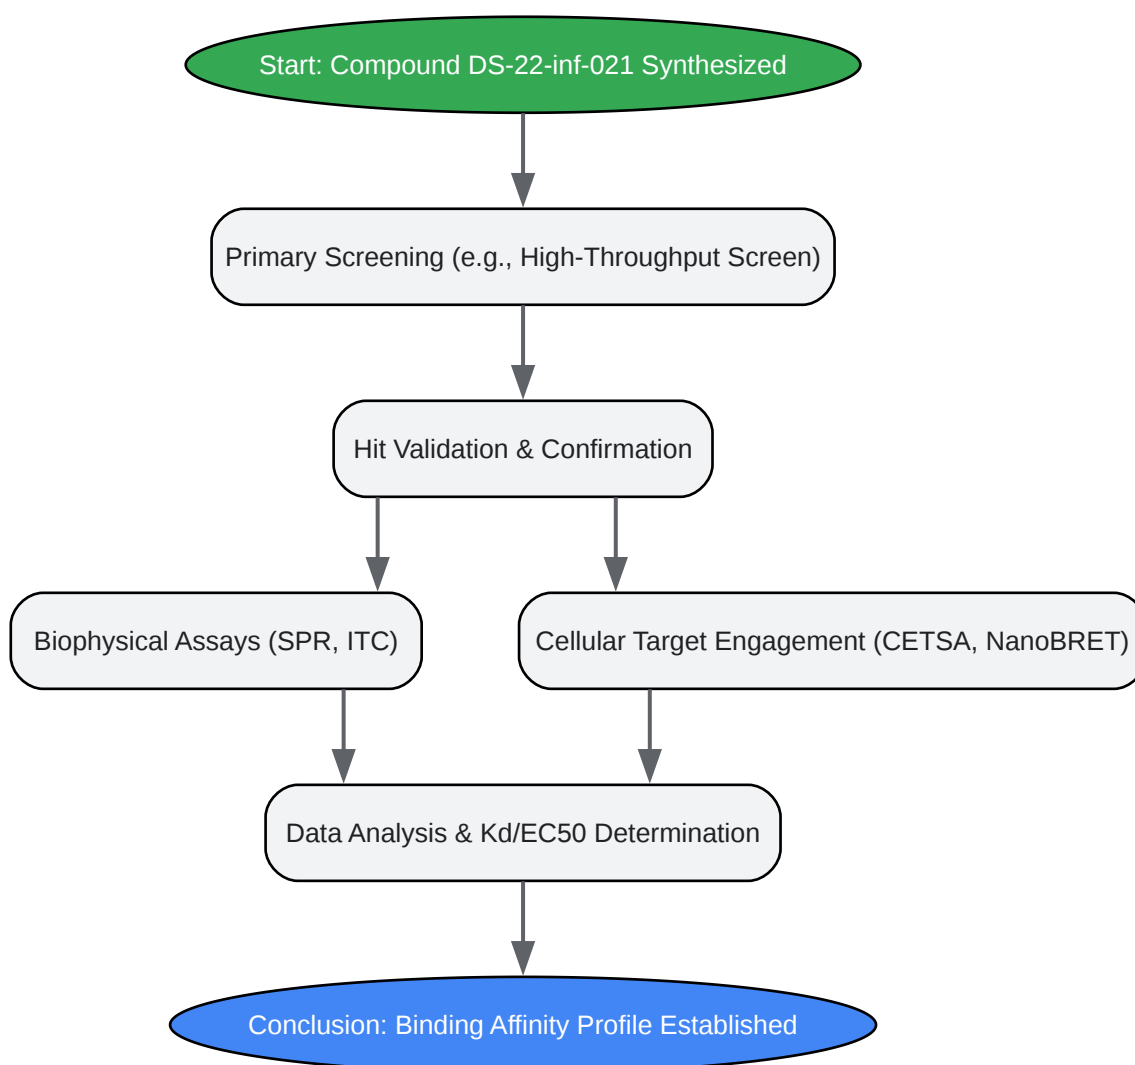 Start: Compound DS-22-inf-021 Synthesized
Primary Screening (e.g., High-Throughput Screen)
Hit Validation & Confirmation
Biophysical Assays (SPR, ITC)
Cellular Target Engagement (CETSA, NanoBRET)
Data Analysis & Kd/EC50 Determination
Conclusion: Binding Affinity Profile Established